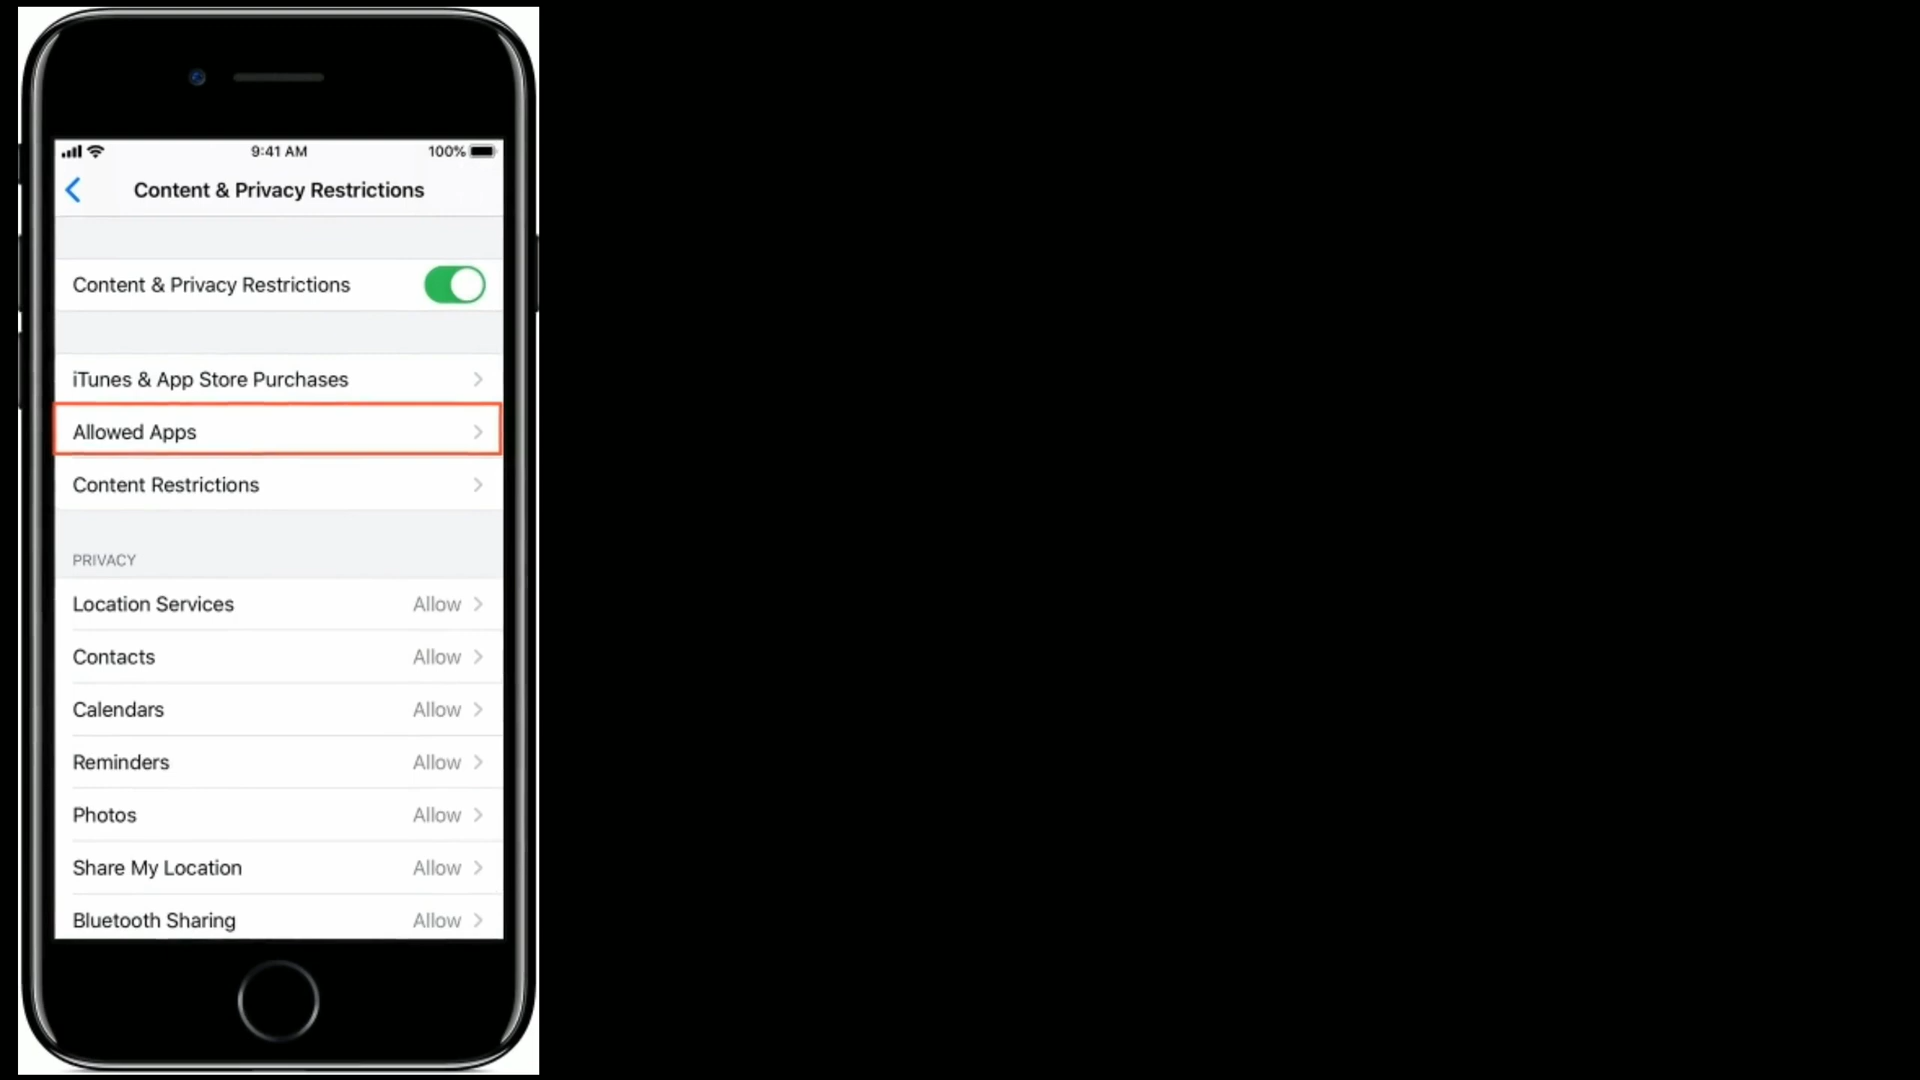 9:41 AM
100%
Content & Privacy Restrictions
Content & Privacy Restrictions
iTunes & App Store Purchases
Allowed Apps
Content Restrictions
PRIVACY
Location Services Allow
Contacts Allow
Calendars Allow
Reminders Allow
Photos Allow
Share My Location Allow
Bluetooth Sharing Allow